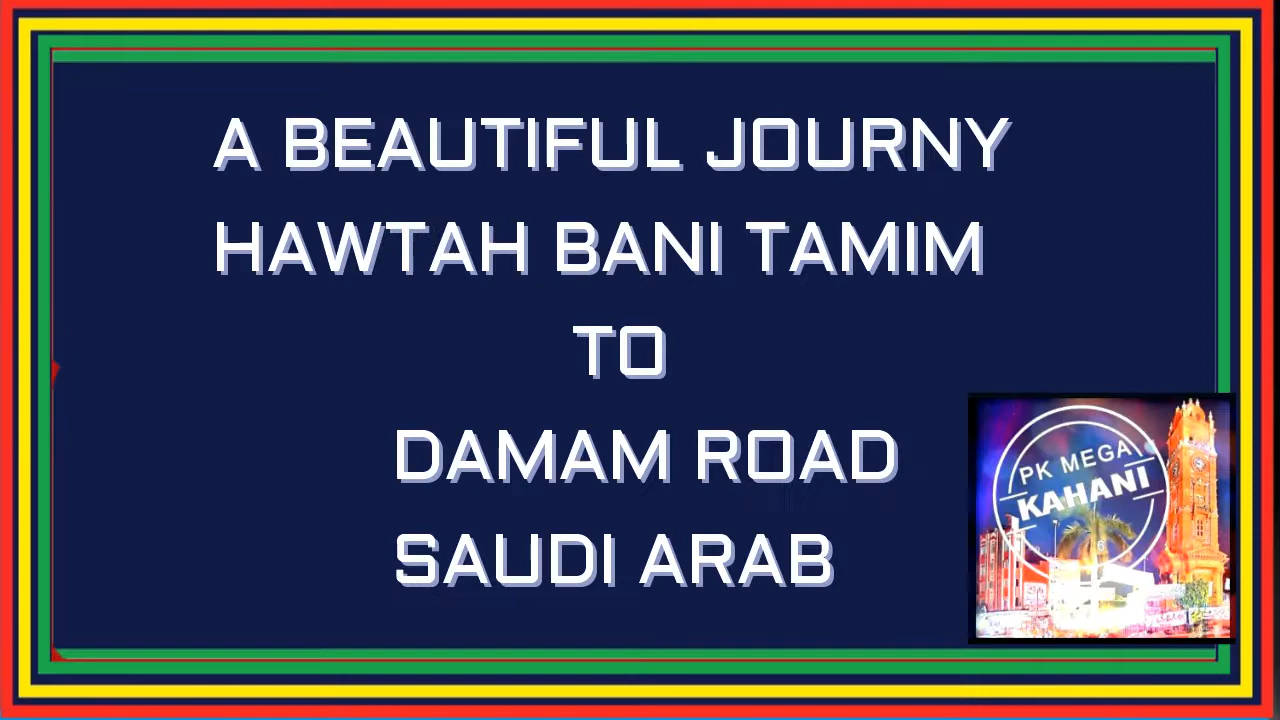 A BEAUTIFUL JOURNY
HAWTAH BANI TAMIM
TO
DAMAM ROAD
SAUDI ARAB
PK MEGA
KAHANI